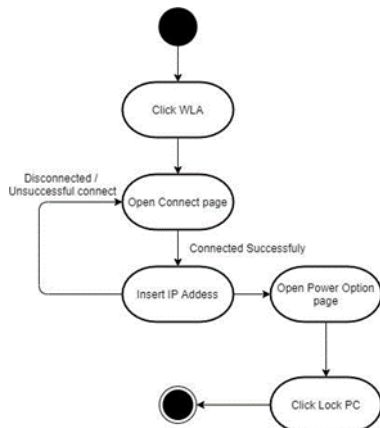 Click WLA
Disconnected /
Unsuccessful connect
Open Connect page
Connected Successfuly
Insert IP Addess
Open Power Option
page
Click Lock PC